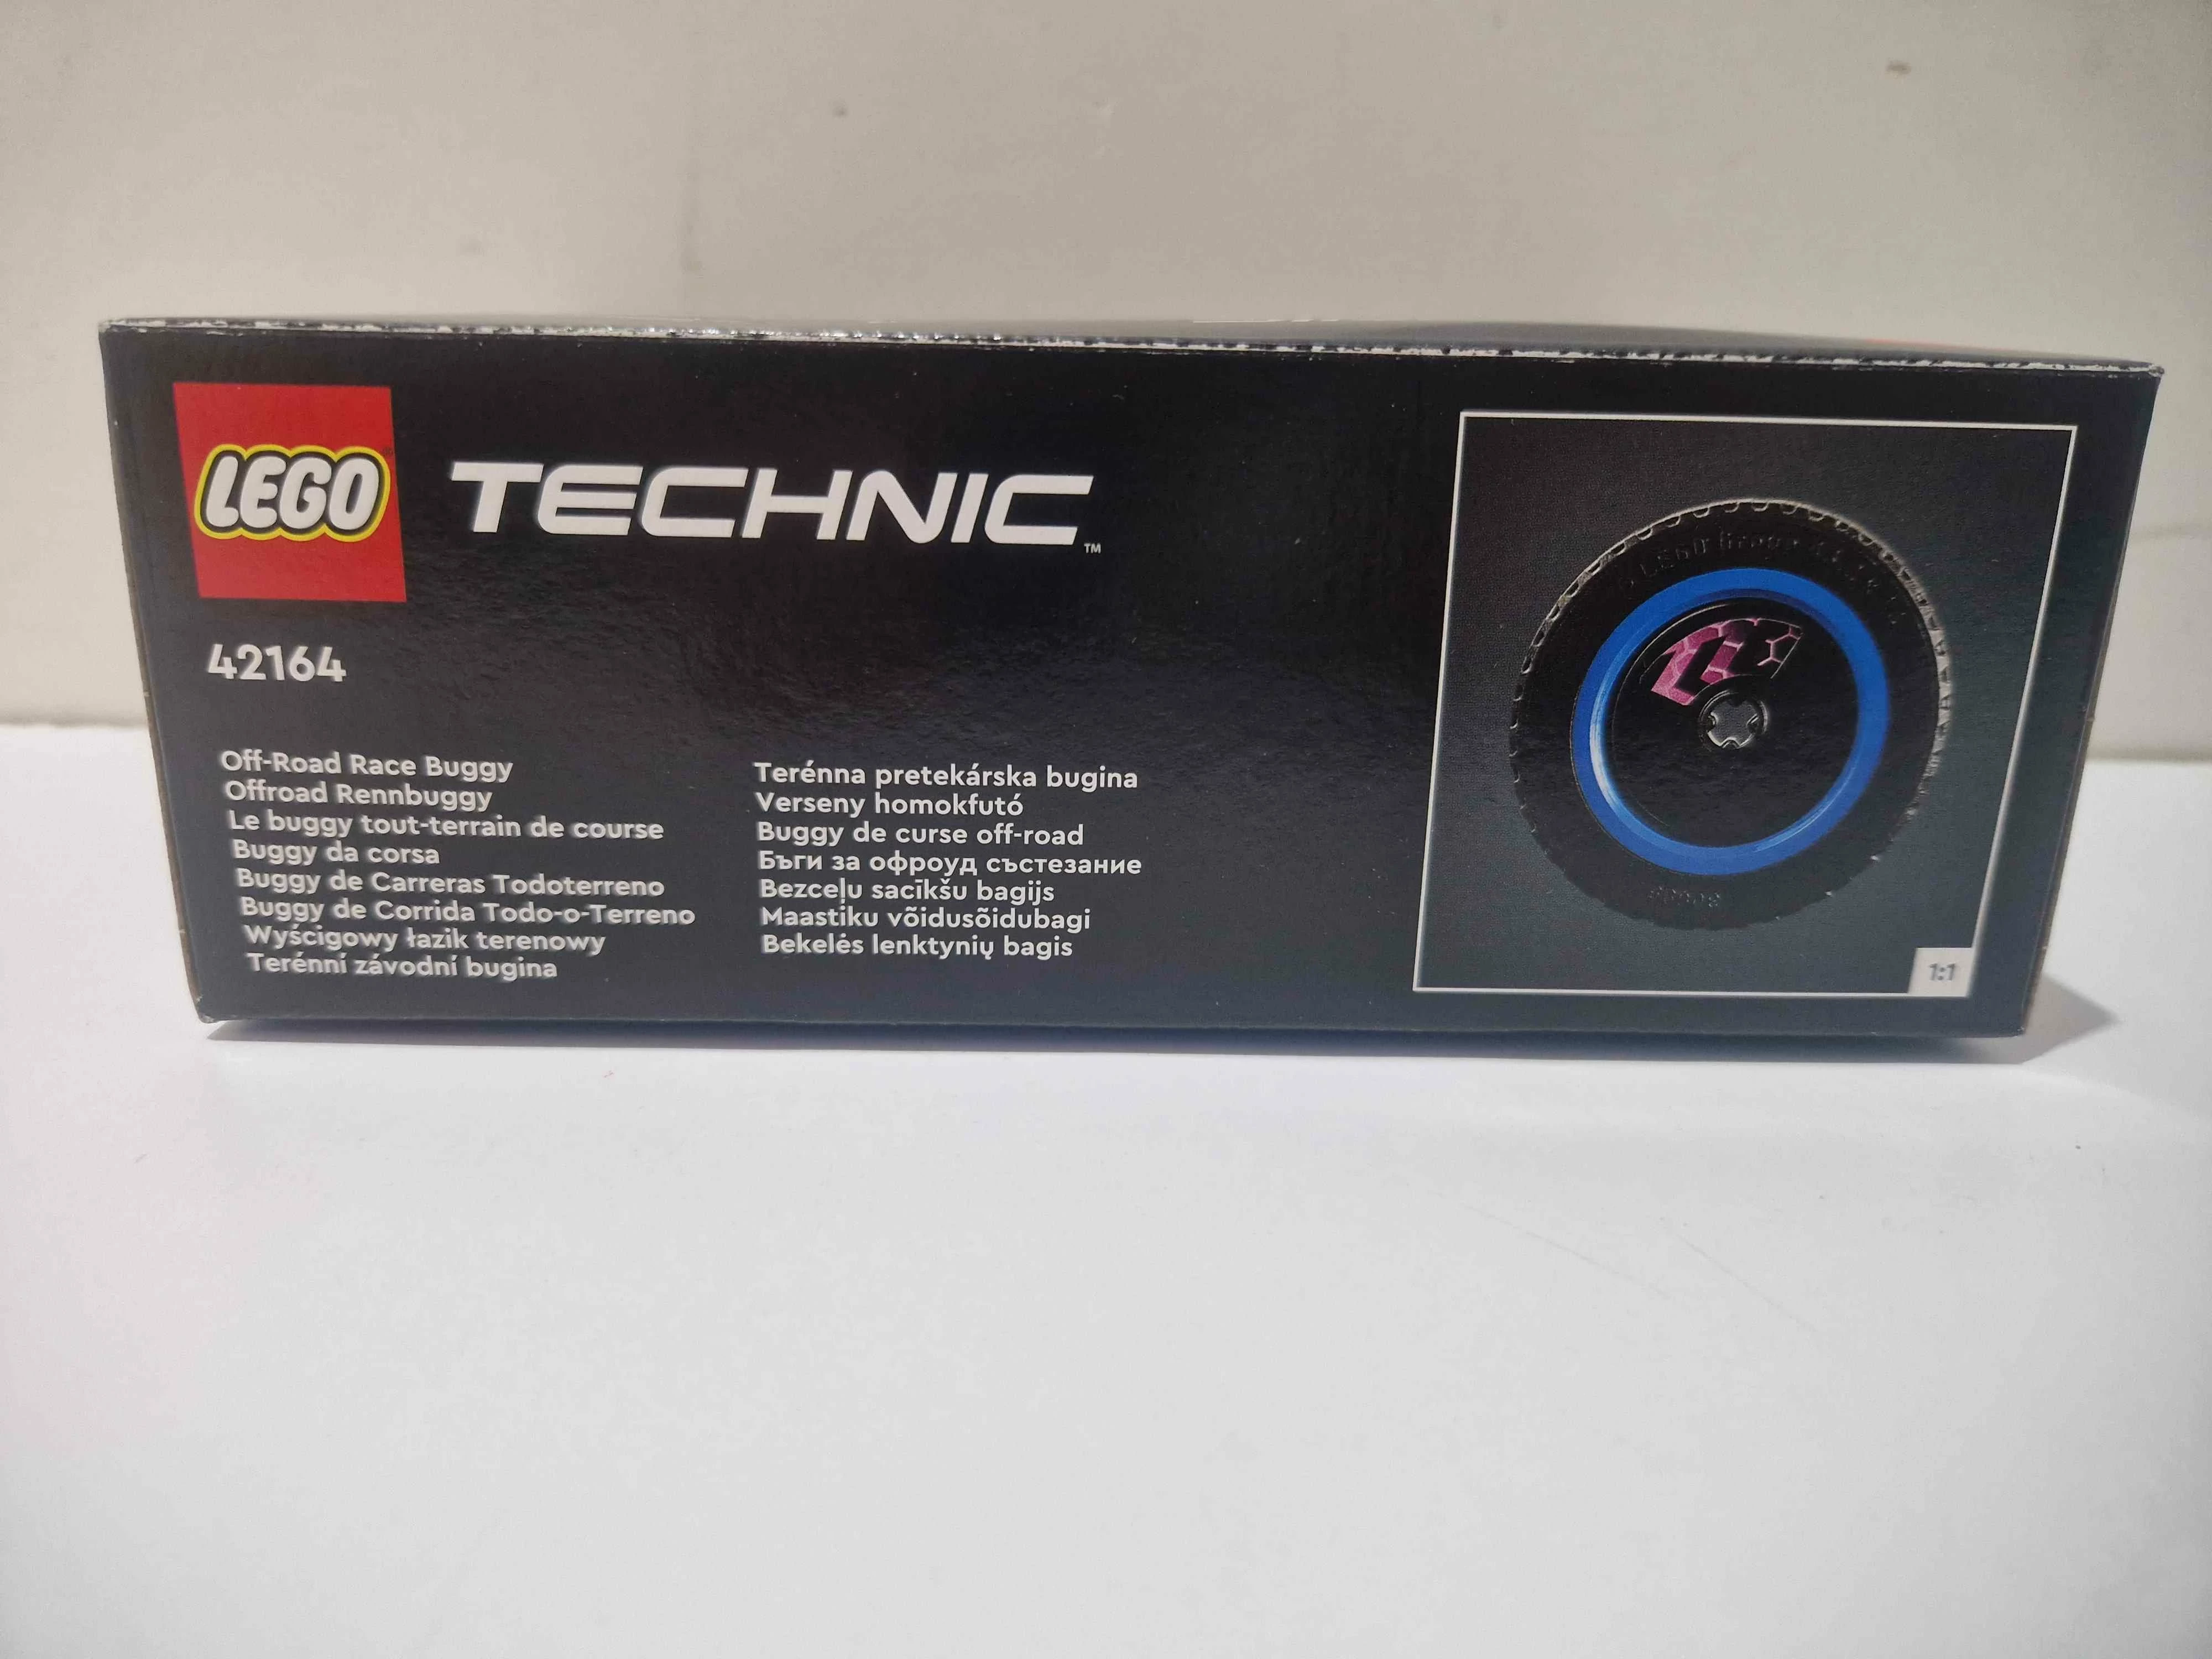 LEGO
TECHNIC™
42164
Off-Road Race Buggy
Offroad Rennbuggy
Le buggy tout-terrain de course
Buggy da corsa
Buggy de Carreras Todoterreno
Buggy de Corrida Todo-o-Terreno
Wyścigowy łazik terenowy
Terénní závodní bugina
Terénna pretekárska bugina
Verseny homokfutó
Buggy de curse off-road
Бъги за офроуд състезание
Bezceļu sacīkšu bagijs
Maastiku võidusõidubagi
Bekelės lenktynių bagis
1:1